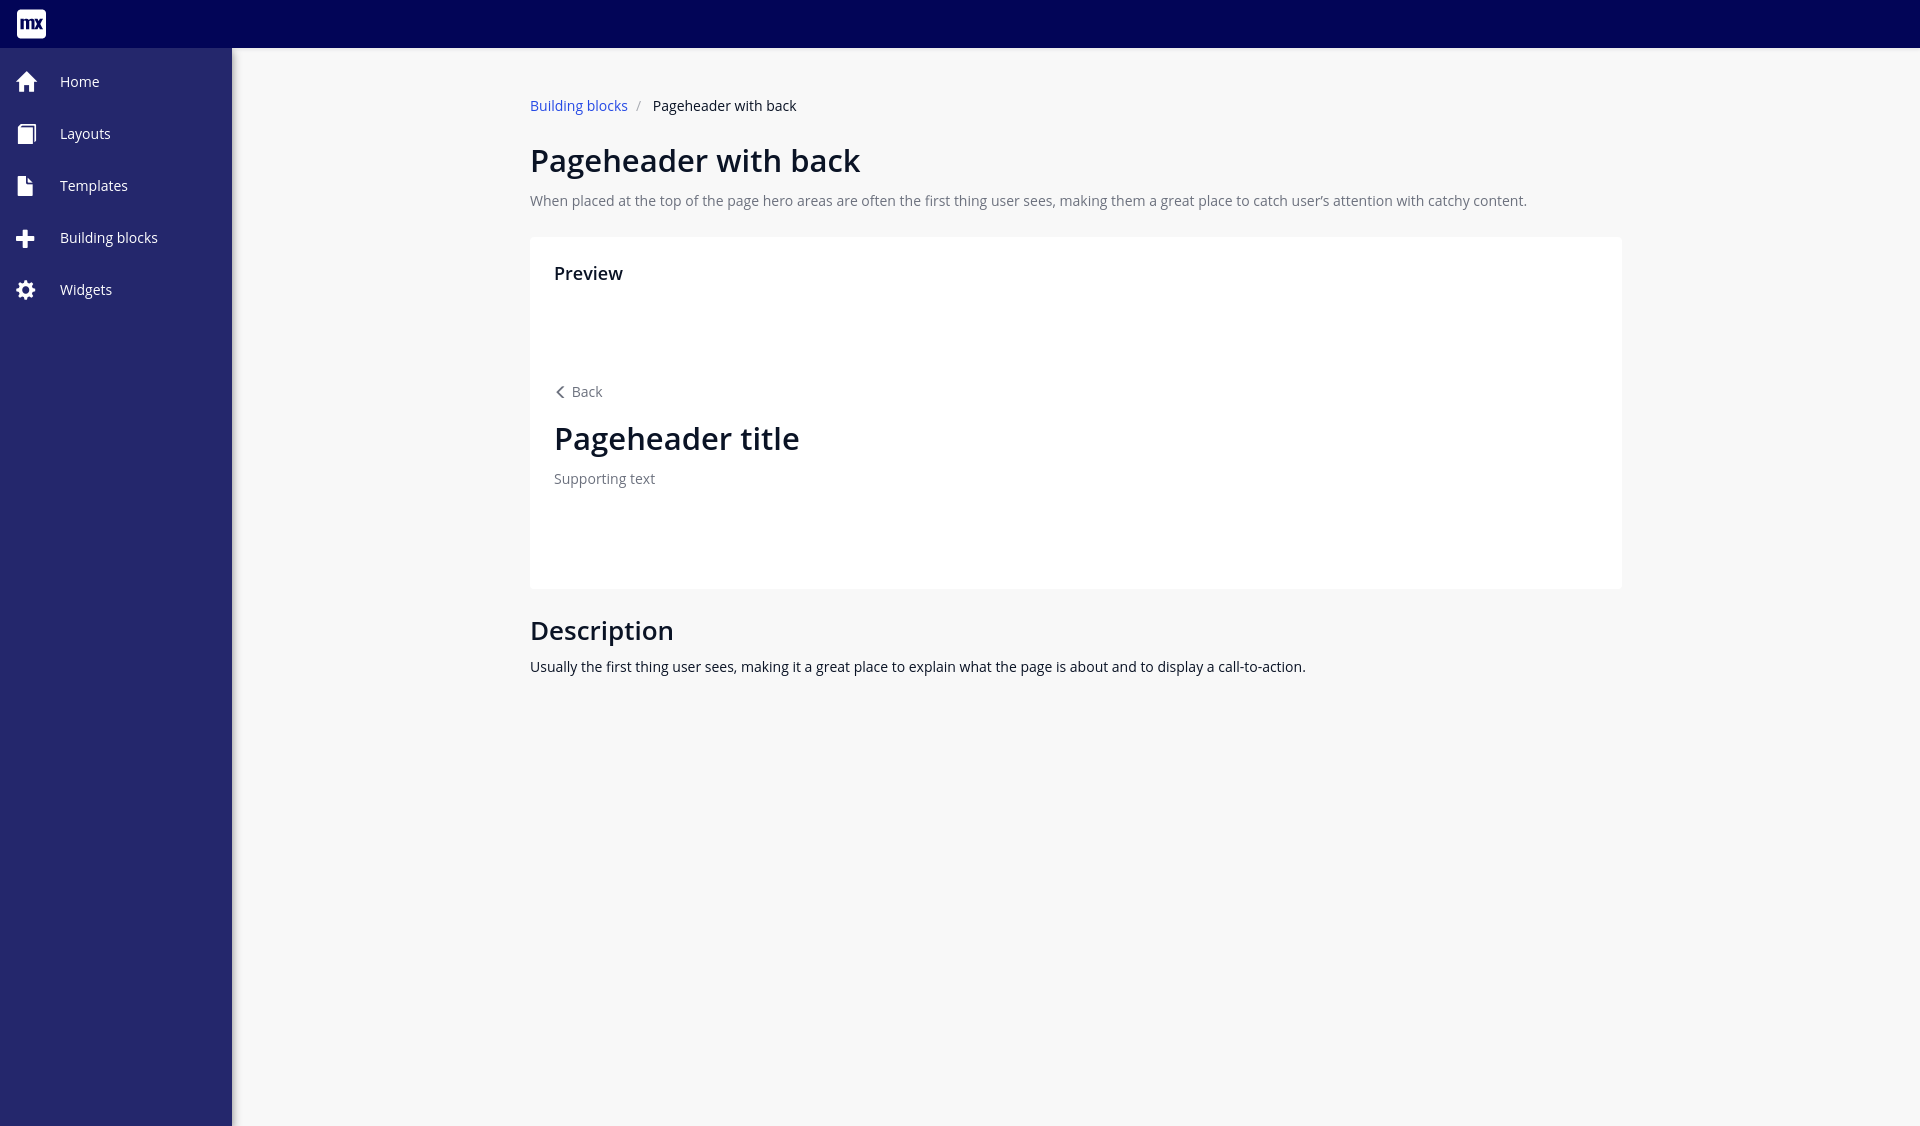 mx
Home
Layouts
Templates
Building blocks
Widgets
Building blocks / Pageheader with back
Pageheader with back
When placed at the top of the page hero areas are often the first thing user sees, making them a great place to catch user's attention with catchy content.
Preview
Back
Pageheader title
Supporting text
Description
Usually the first thing user sees, making it a great place to explain what the page is about and to display a call-to-action.